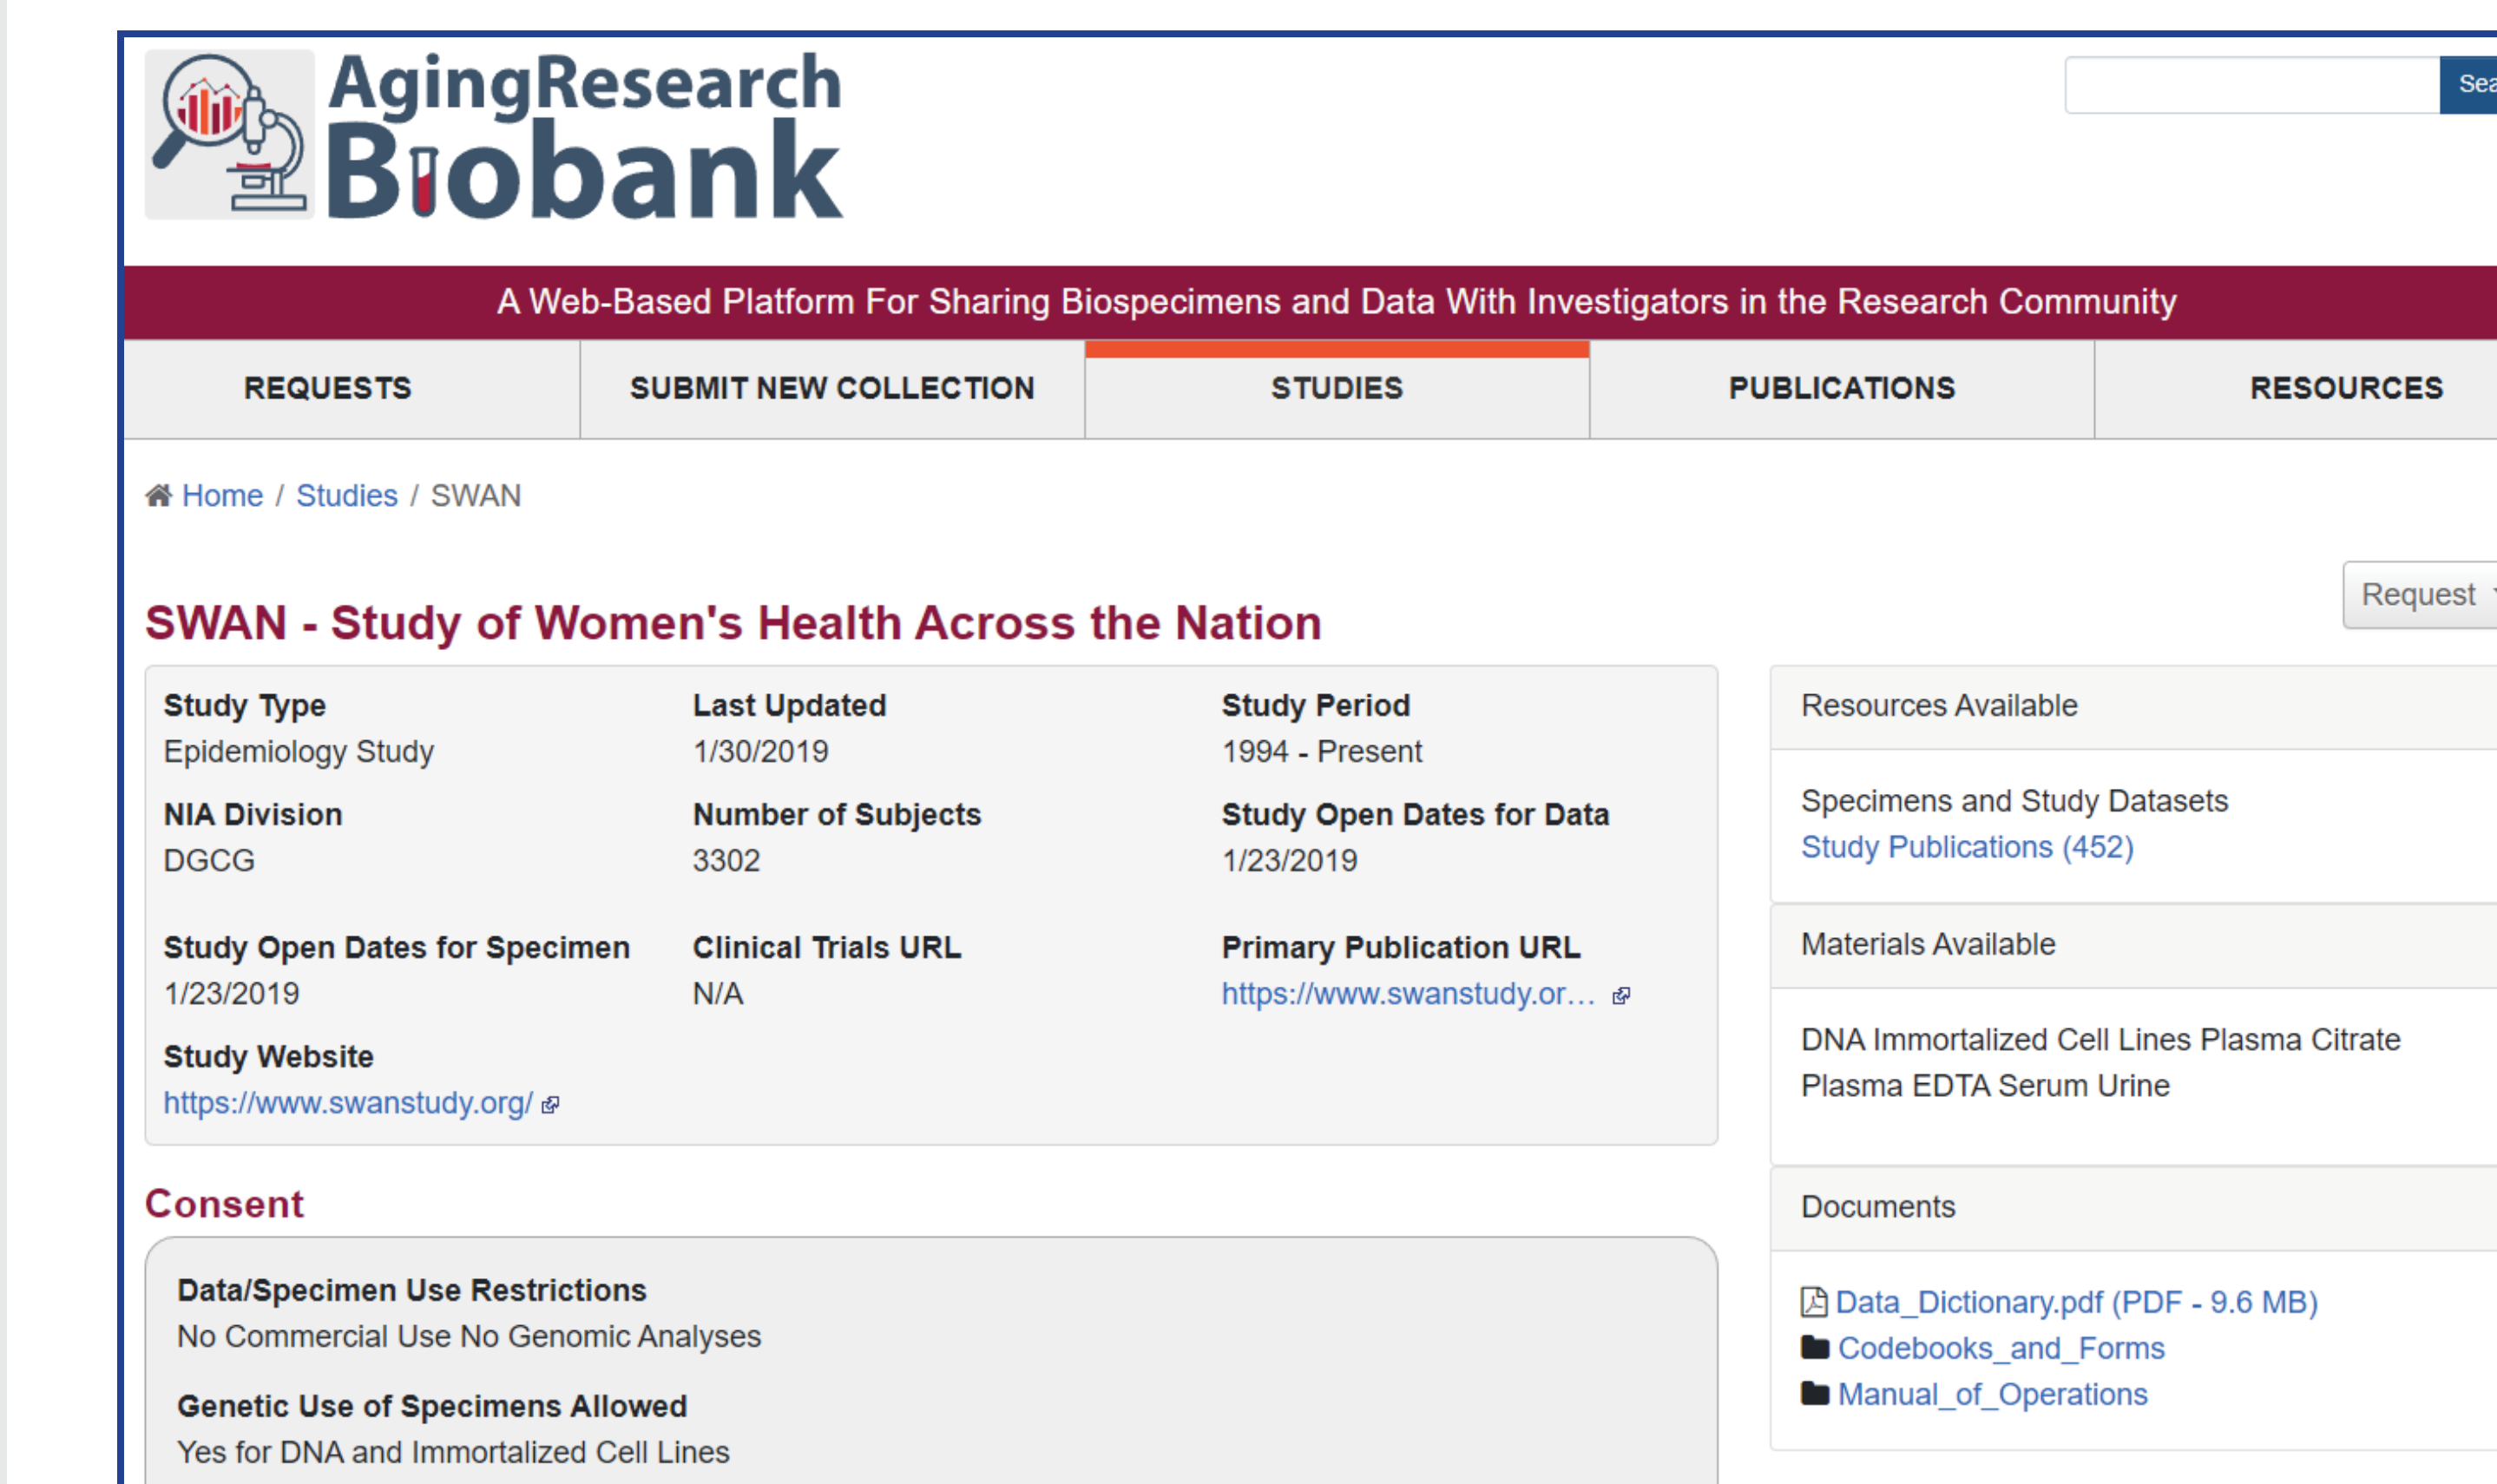 AgingResearch
Biobank
A Web-Based Platform For Sharing Biospecimens and Data With Investigators in the Research Community
REQUESTS
SUBMIT NEW COLLECTION
STUDIES
PUBLICATIONS
RESOURCES
Home / Studies / SWAN
Request
SWAN - Study of Women's Health Across the Nation
Study Type
Epidemiology Study
Last Updated
1/30/2019
Study Period
1994 - Present
NIA Division
DGCG
Number of Subjects
3302
Study Open Dates for Data
1/23/2019
Study Open Dates for Specimen
1/23/2019
Clinical Trials URL
N/A
Primary Publication URL
https://www.swanstudy.or…
Study Website
https://www.swanstudy.org/
Consent
Data/Specimen Use Restrictions
No Commercial Use No Genomic Analyses
Genetic Use of Specimens Allowed
Yes for DNA and Immortalized Cell Lines
Resources Available
Specimens and Study Datasets
Study Publications (452)
Materials Available
DNA Immortalized Cell Lines Plasma Citrate
Plasma EDTA Serum Urine
Documents
Data_Dictionary.pdf (PDF - 9.6 MB)
Codebooks_and_Forms
Manual_of_Operations